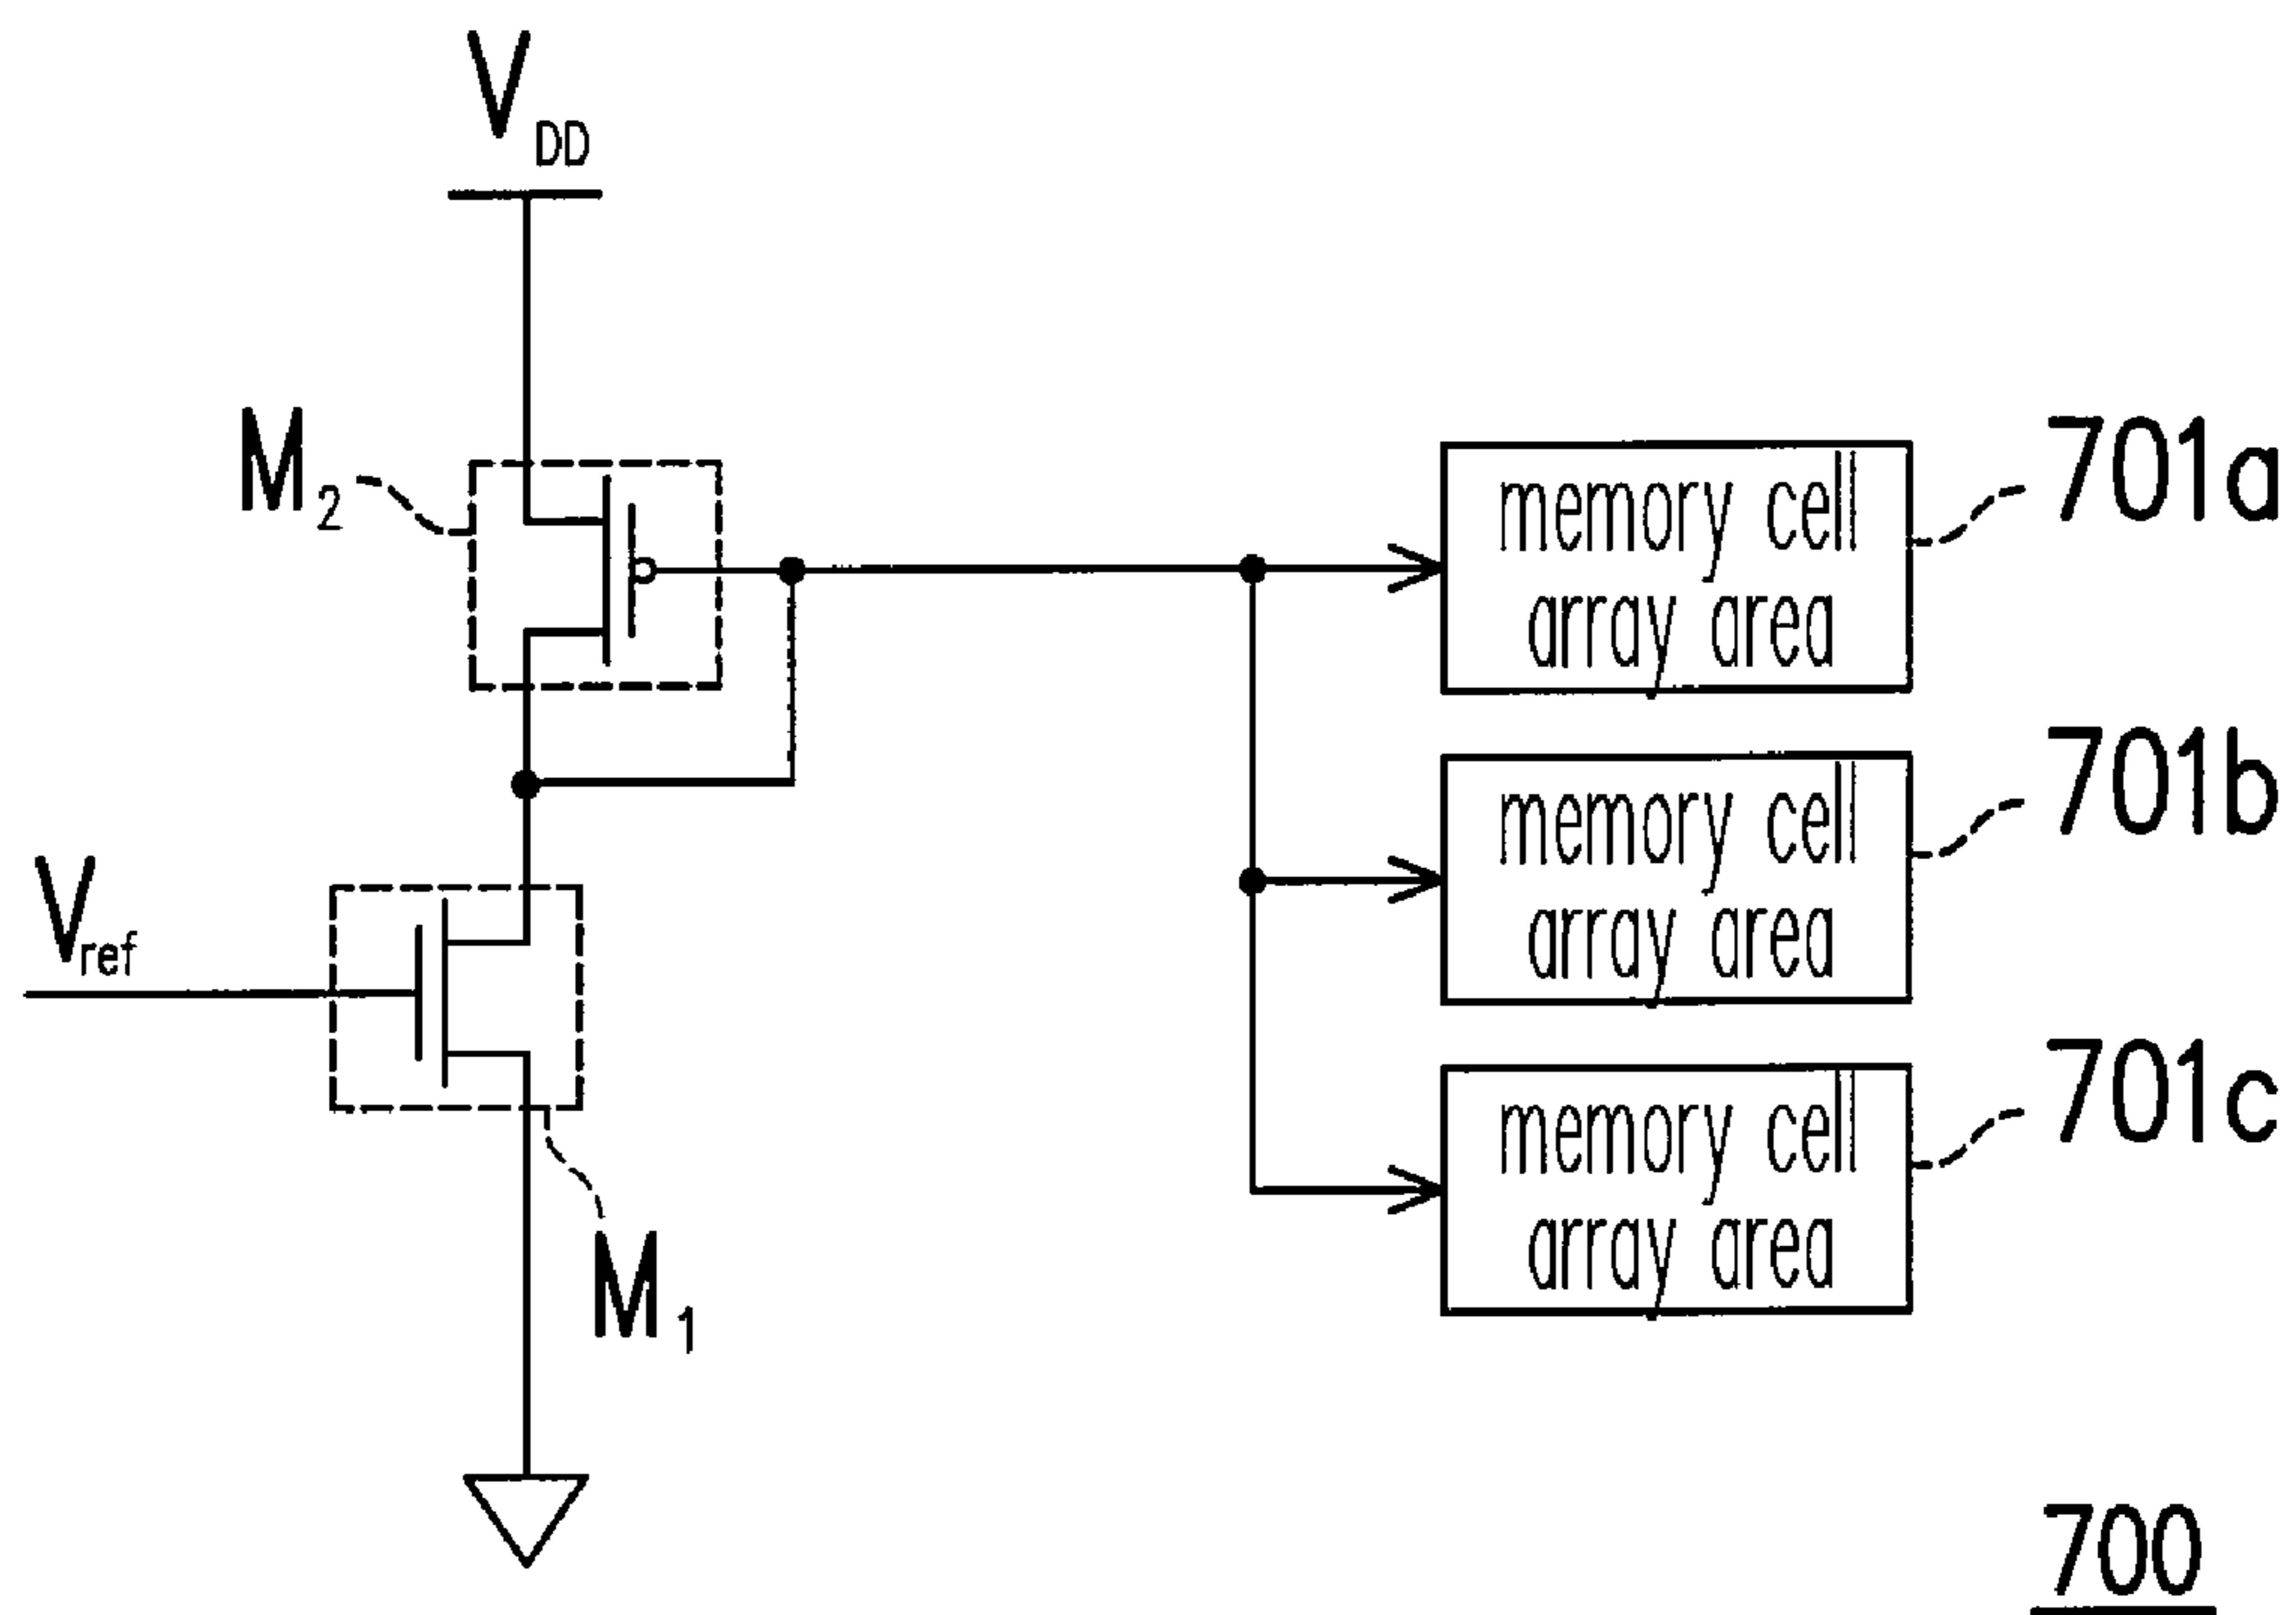 VDD
M2
memory cell
array area
701a
memory cell
array area
701b
Vref
memory cell
array area
701c
M1
700